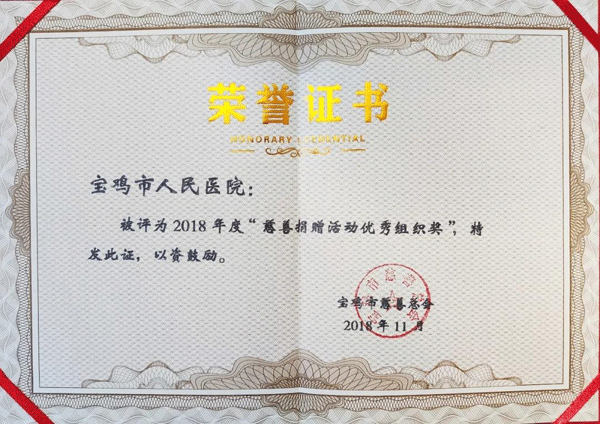 荣誉证书
HONORARY CREDENTIAL
宝鸡市人民医院：
被评为2018年度“慈善捐赠活动优秀组织奖”，特
发此证，以资鼓励。
宝鸡市慈善总会
2018年11月